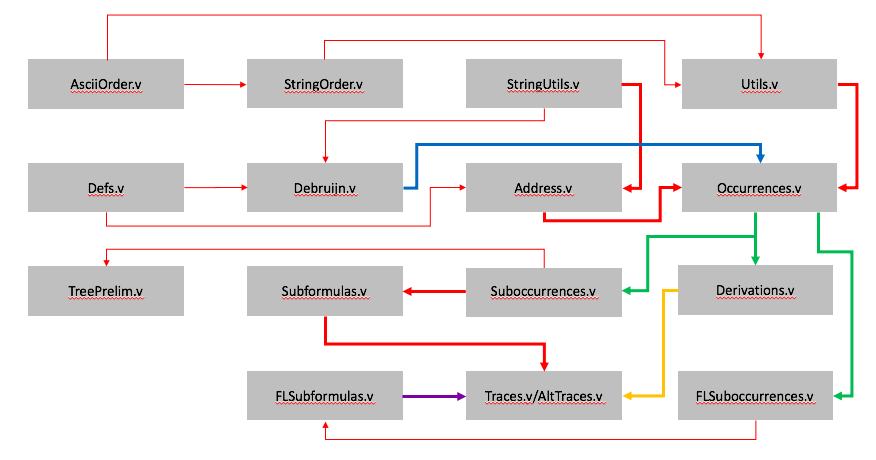 AsciiOrder.v
StringOrder.v
StringUtils.v
Utils.v
Defs.v
Debruijn.v
Address.v
Occurrences.v
TreePrelim.v
Subformulas.v
Suboccurrences.v
Derivations.v
FLSubformulas.v
Traces.v/AltTraces.v
FLSuboccurrences.v